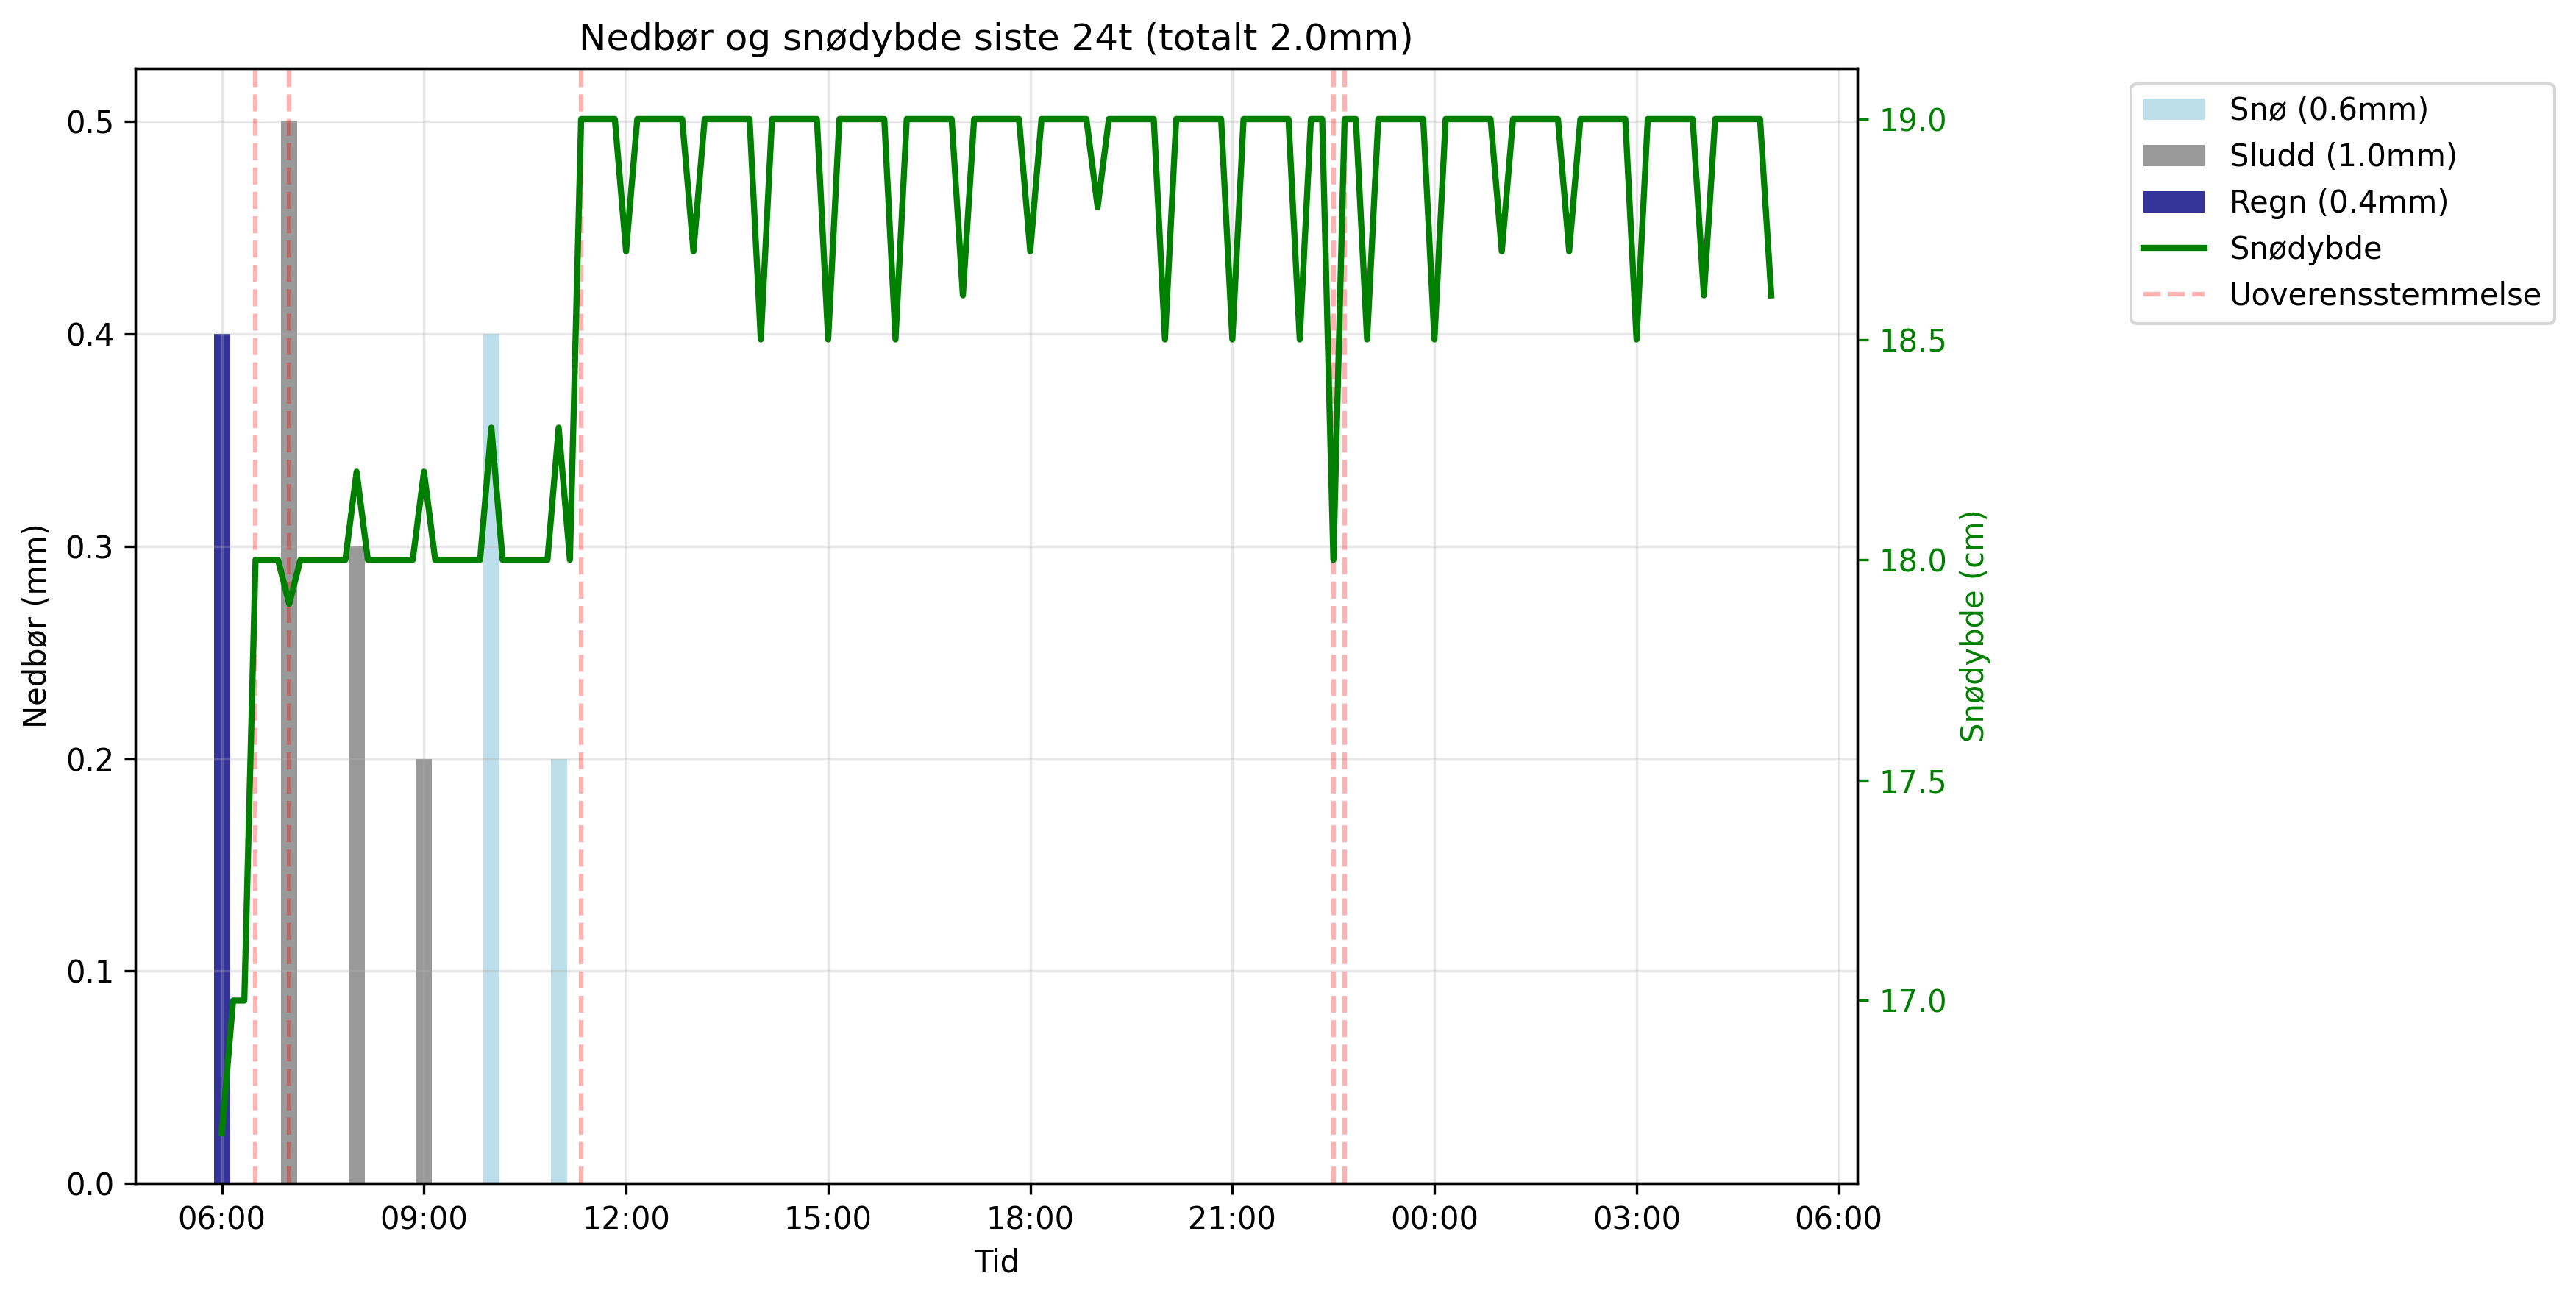 Nedbør og snødybde siste 24t (totalt 2.0mm)
Snø (0.6mm)
Sludd (1.0mm)
Regn (0.4mm)
Snødybde
Uoverensstemmelse
Nedbør (mm)
0.5
0.4
0.3
0.2
0.1
0.0
19.0
18.5
18.0
17.5
17.0
Snødybde (cm)
06:00 09:00 12:00 15:00 18:00 21:00 00:00 03:00 06:00
Tid